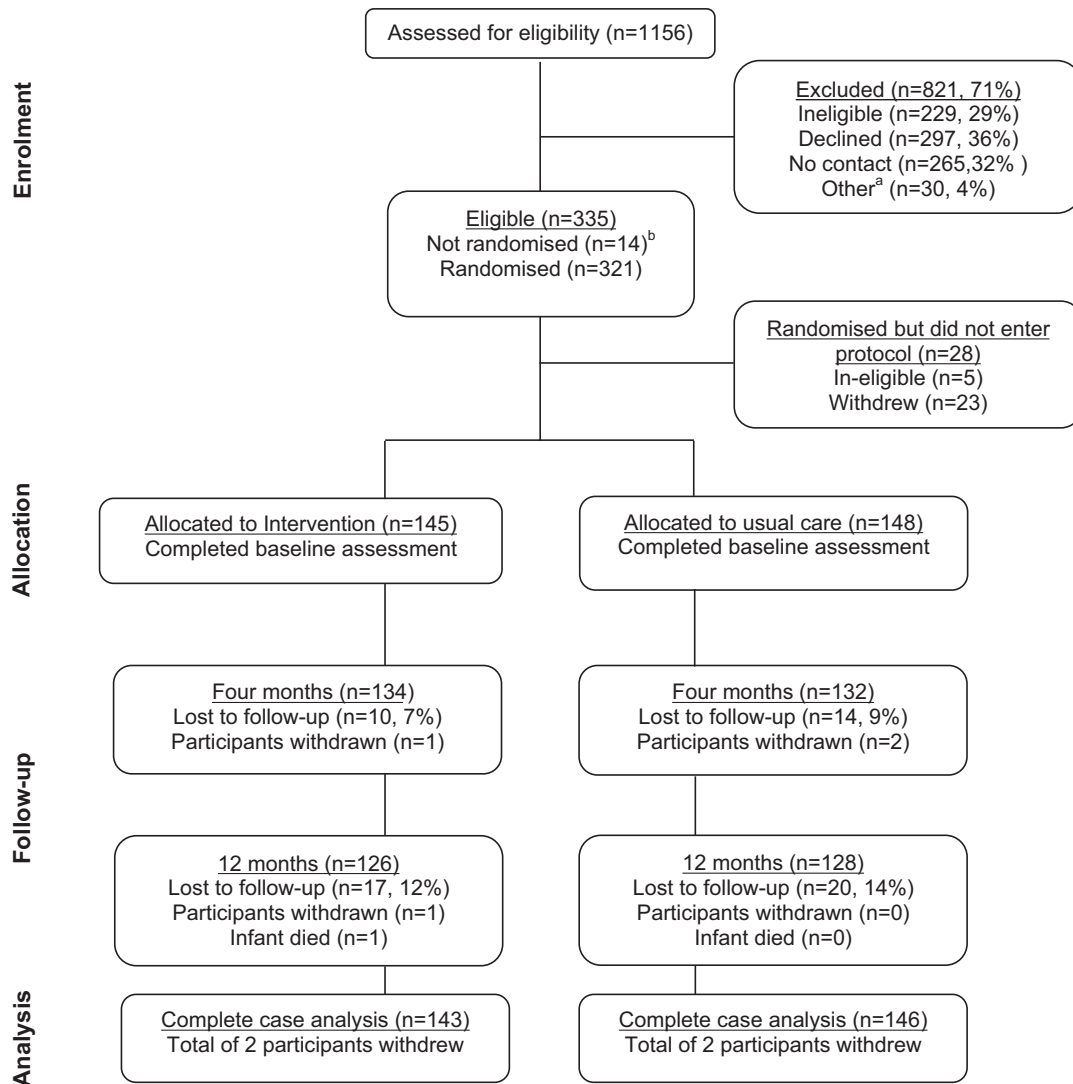 Assessed for eligibility (n=1156)
Enrolment
Excluded (n=821, 71%)
Ineligible (n=229, 29%)
Declined (n=297, 36%)
No contact (n=265,32% )
Otherᵃ (n=30, 4%)
Eligible (n=335)
Not randomised (n=14)ᵇ
Randomised (n=321)
Randomised but did not enter
protocol (n=28)
In-eligible (n=5)
Withdrew (n=23)
Allocation
Allocated to Intervention (n=145)
Completed baseline assessment
Allocated to usual care (n=148)
Completed baseline assessment
Follow-up
Four months (n=134)
Lost to follow-up (n=10, 7%)
Participants withdrawn (n=1)
Four months (n=132)
Lost to follow-up (n=14, 9%)
Participants withdrawn (n=2)
12 months (n=126)
Lost to follow-up (n=17, 12%)
Participants withdrawn (n=1)
Infant died (n=1)
12 months (n=128)
Lost to follow-up (n=20, 14%)
Participants withdrawn (n=0)
Infant died (n=0)
Analysis
Complete case analysis (n=143)
Total of 2 participants withdrew
Complete case analysis (n=146)
Total of 2 participants withdrew